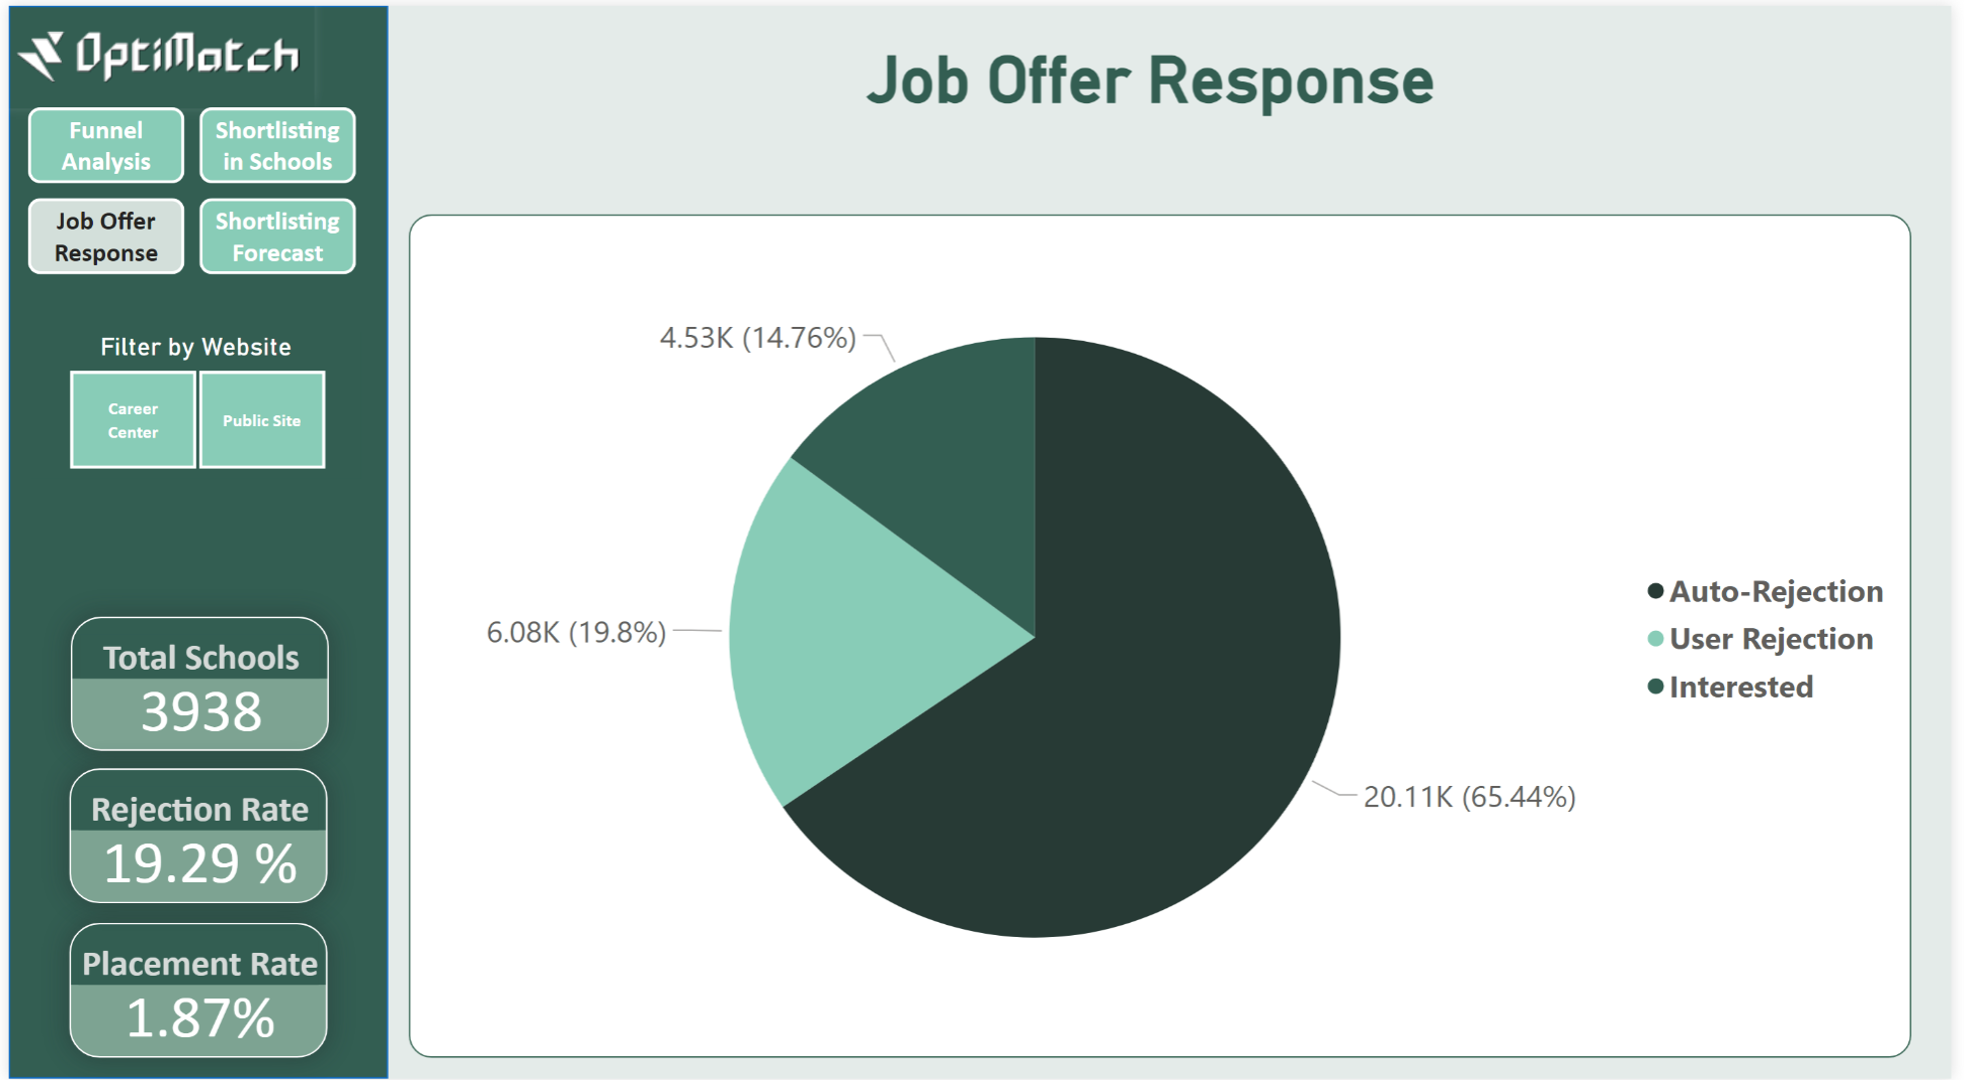 OptiMatch
Funnel
Analysis
Shortlisting
in Schools
Job Offer
Response
Shortlisting
Forecast
Filter by Website
Career
Center
Public Site
Total Schools
3938
Rejection Rate
19.29 %
Placement Rate
1.87%
Job Offer Response
4.53K (14.76%)
6.08K (19.8%)
20.11K (65.44%)
Auto-Rejection
User Rejection
Interested